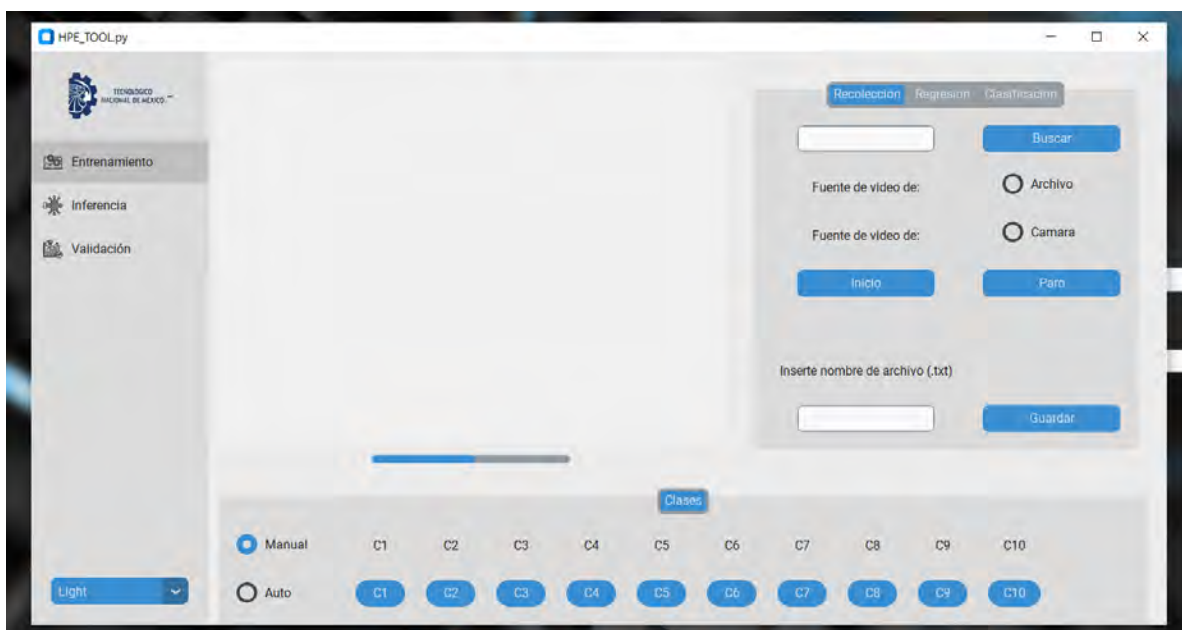 HPE_TOOL.py
TECNOLÓGICO
NACIONAL DE MÉXICO
Entrenamiento
Inferencia
Validación
Light
Recolección Regresion Clasificacion
Buscar
Fuente de video de: Archivo
Fuente de video de: Camara
Inicio Paro
Inserte nombre de archivo (.txt)
Guardar
Clases
Manual C1 C2 C3 C4 C5 C6 C7 C8 C9 C10
Auto C1 C2 C3 C4 C5 C6 C7 C8 C9 C10